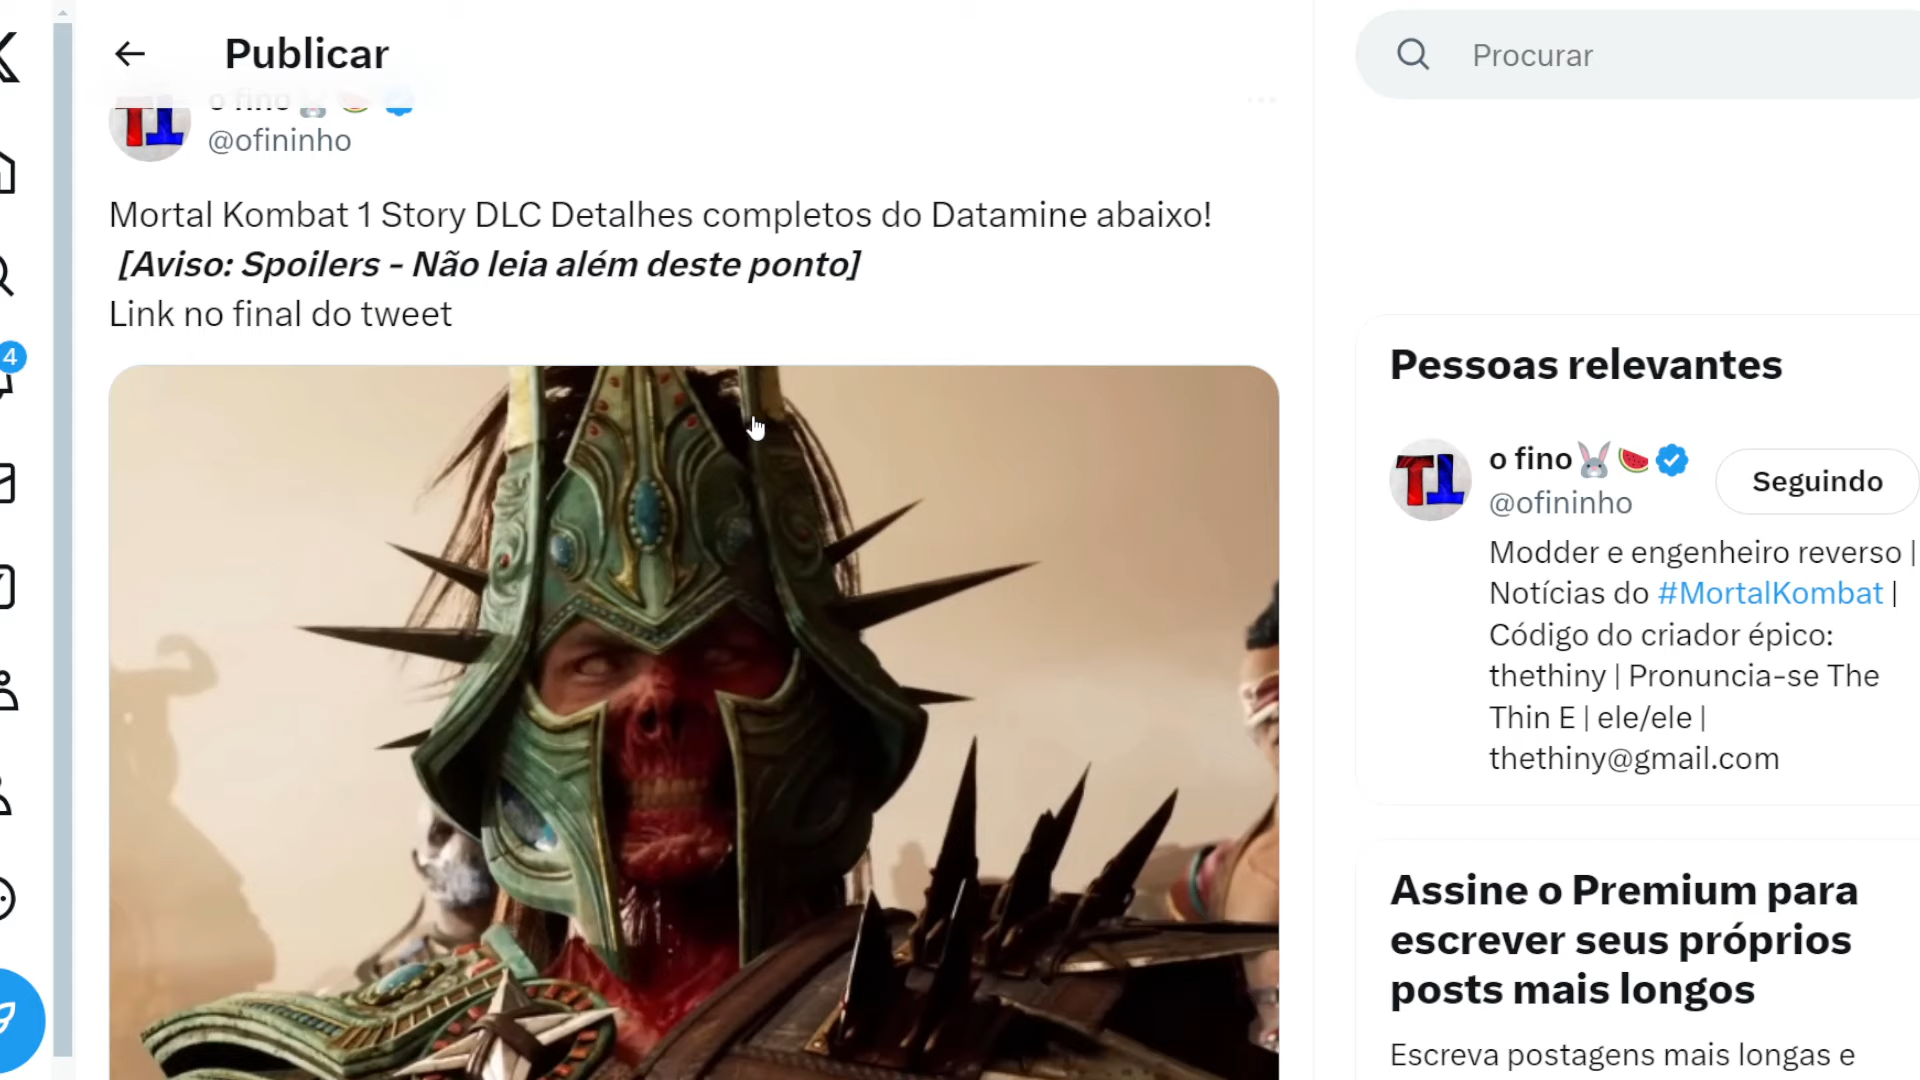 Publicar
o fino
@ofininho
Mortal Kombat 1 Story DLC Detalhes completos do Datamine abaixo!
[Aviso: Spoilers - Não leia além deste ponto]
Link no final do tweet
4
Procurar
Pessoas relevantes
o fino
@ofininho
Seguindo
Modder e engenheiro reverso |
Notícias do #MortalKombat |
Código do criador épico:
thethiny | Pronuncia-se The
Thin E | ele/ele |
thethiny@gmail.com
Assine o Premium para
escrever seus próprios
posts mais longos
Escreva postagens mais longas e